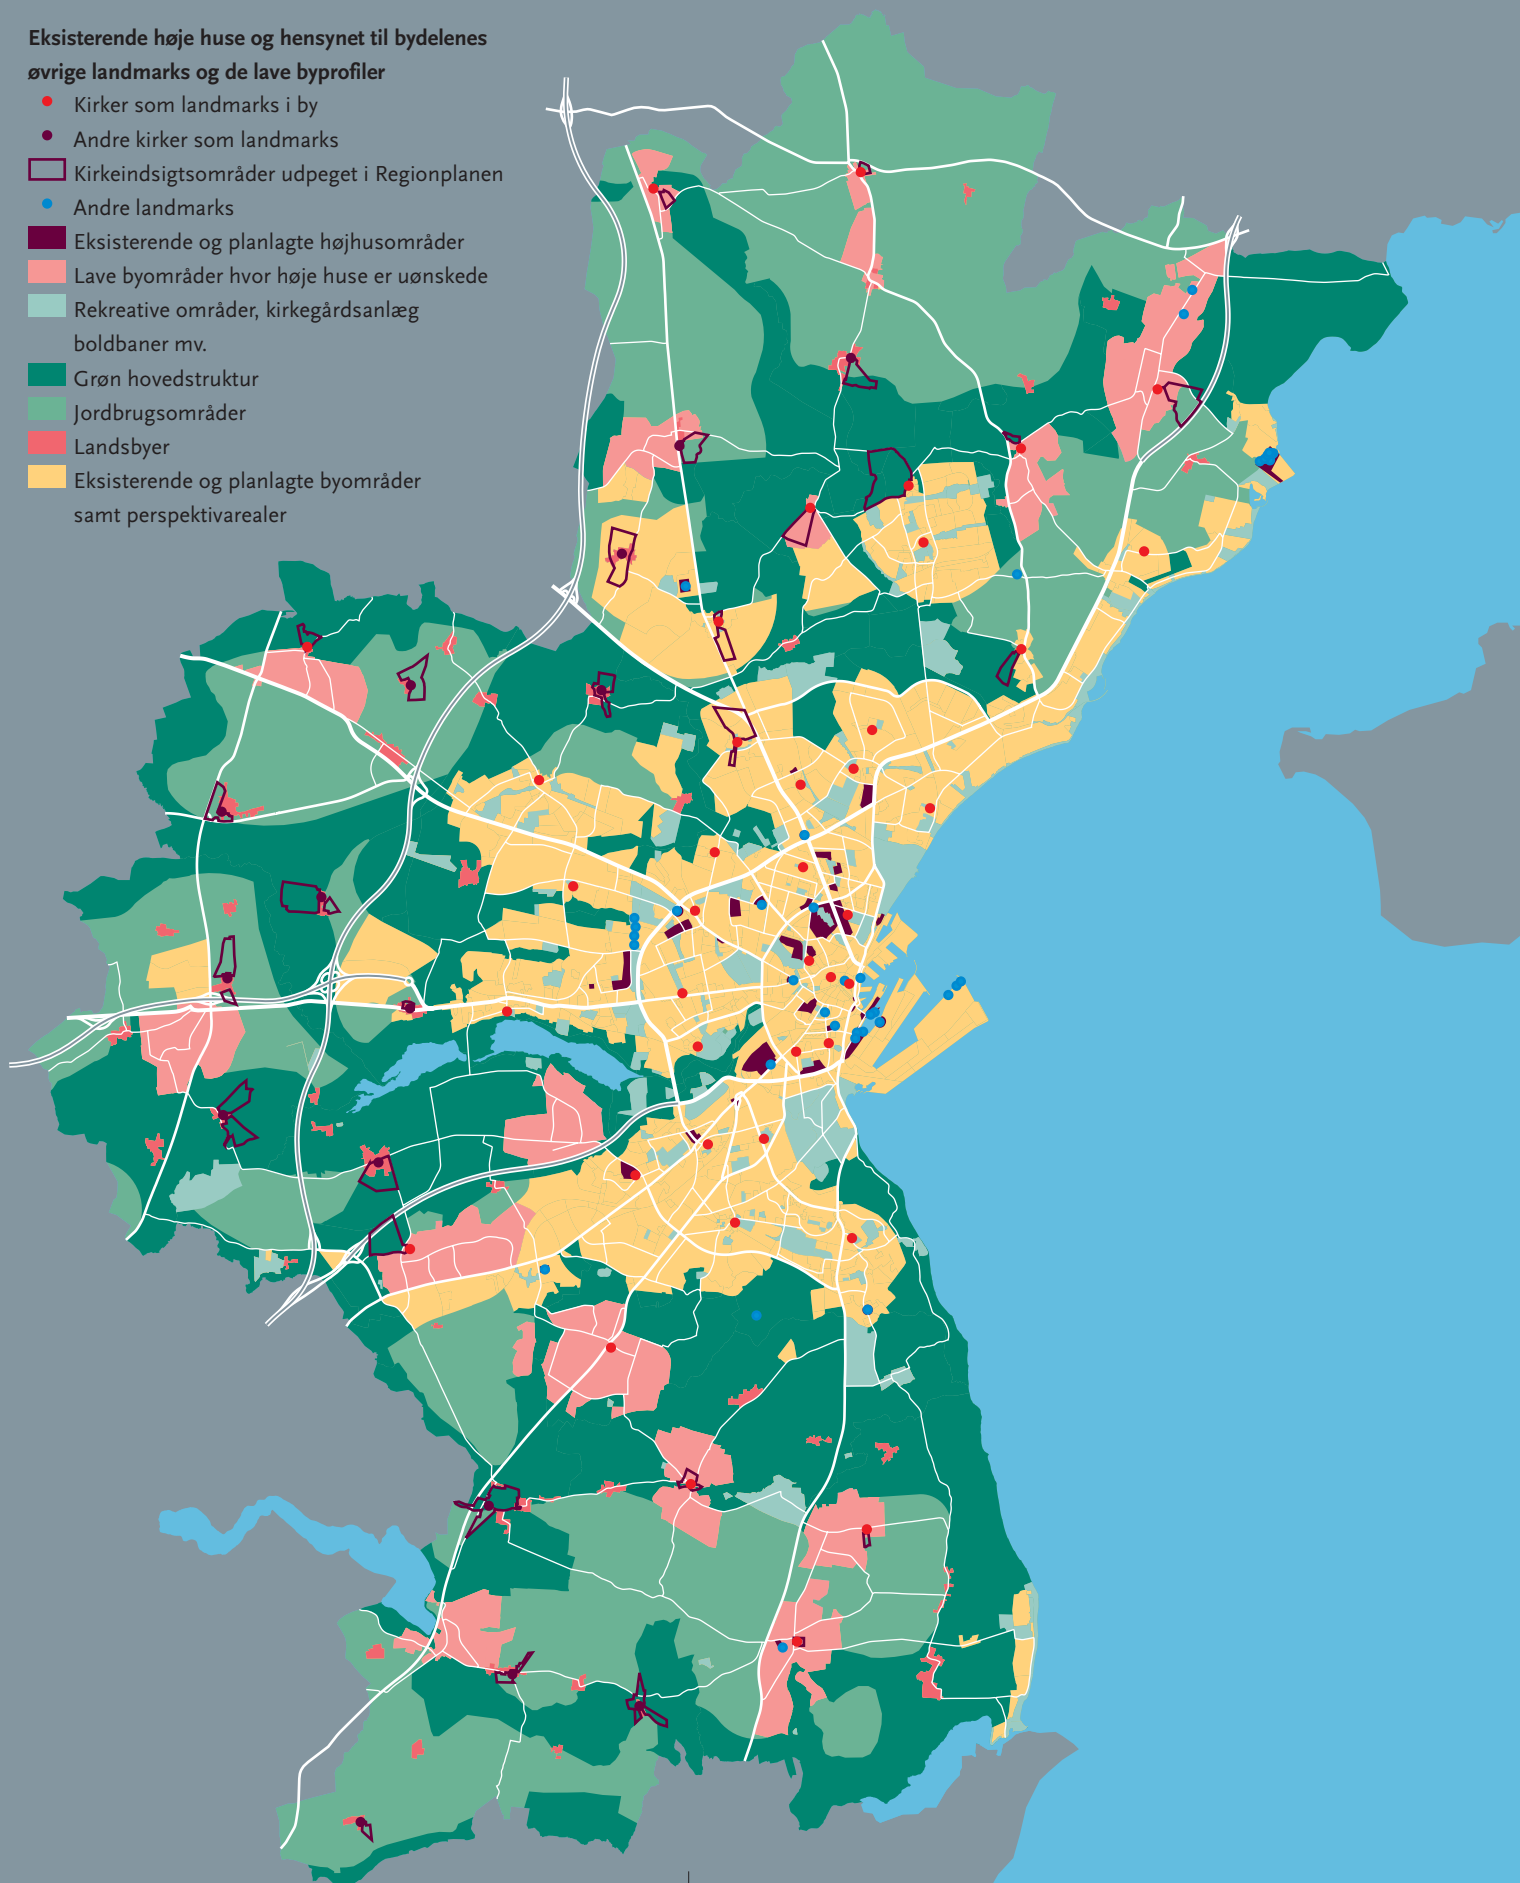 Eksisterende høje huse og hensynet til bydelenes
øvrige landmarks og de lave byprofiler
Kirker som landmarks i by
Andre kirker som landmarks
Kirkeindsigtsområder udpeget i Regionplanen
Andre landmarks
Eksisterende og planlagte højhusområder
Lave byområder hvor høje huse er uønskede
Rekreative områder, kirkegårdsanlæg
boldbaner mv.
Grøn hovedstruktur
Jordbrugsområder
Landsbyer
Eksisterende og planlagte byområder
samt perspektivarealer